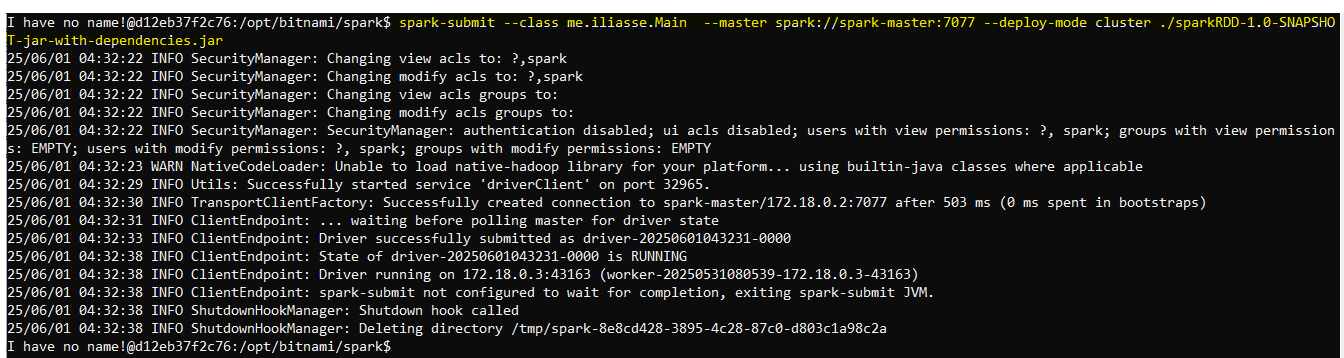 I have no name!@d12eb37f2c76:/opt/bitnami/spark$ spark-submit --class me.iliasse.Main  --master spark://spark-master:7077 --deploy-mode cluster ./sparkRDD-1.0-SNAPSHO
T-jar-with-dependencies.jar
25/06/01 04:32:22 INFO SecurityManager: Changing view acls to: ?,spark
25/06/01 04:32:22 INFO SecurityManager: Changing modify acls to: ?,spark
25/06/01 04:32:22 INFO SecurityManager: Changing view acls groups to:
25/06/01 04:32:22 INFO SecurityManager: Changing modify acls groups to:
25/06/01 04:32:22 INFO SecurityManager: SecurityManager: authentication disabled; ui acls disabled; users with view permissions: ?, spark; groups with view permission
s: EMPTY; users with modify permissions: ?, spark; groups with modify permissions: EMPTY
25/06/01 04:32:23 WARN NativeCodeLoader: Unable to load native-hadoop library for your platform... using builtin-java classes where applicable
25/06/01 04:32:29 INFO Utils: Successfully started service 'driverClient' on port 32965.
25/06/01 04:32:30 INFO TransportClientFactory: Successfully created connection to spark-master/172.18.0.2:7077 after 503 ms (0 ms spent in bootstraps)
25/06/01 04:32:31 INFO ClientEndpoint: ... waiting before polling master for driver state
25/06/01 04:32:33 INFO ClientEndpoint: Driver successfully submitted as driver-20250601043231-0000
25/06/01 04:32:38 INFO ClientEndpoint: State of driver-20250601043231-0000 is RUNNING
25/06/01 04:32:38 INFO ClientEndpoint: Driver running on 172.18.0.3:43163 (worker-20250531080539-172.18.0.3-43163)
25/06/01 04:32:38 INFO ClientEndpoint: spark-submit not configured to wait for completion, exiting spark-submit JVM.
25/06/01 04:32:38 INFO ShutdownHookManager: Shutdown hook called
25/06/01 04:32:38 INFO ShutdownHookManager: Deleting directory /tmp/spark-8e8cd428-3895-4c28-87c0-d803c1a98c2a
I have no name!@d12eb37f2c76:/opt/bitnami/spark$